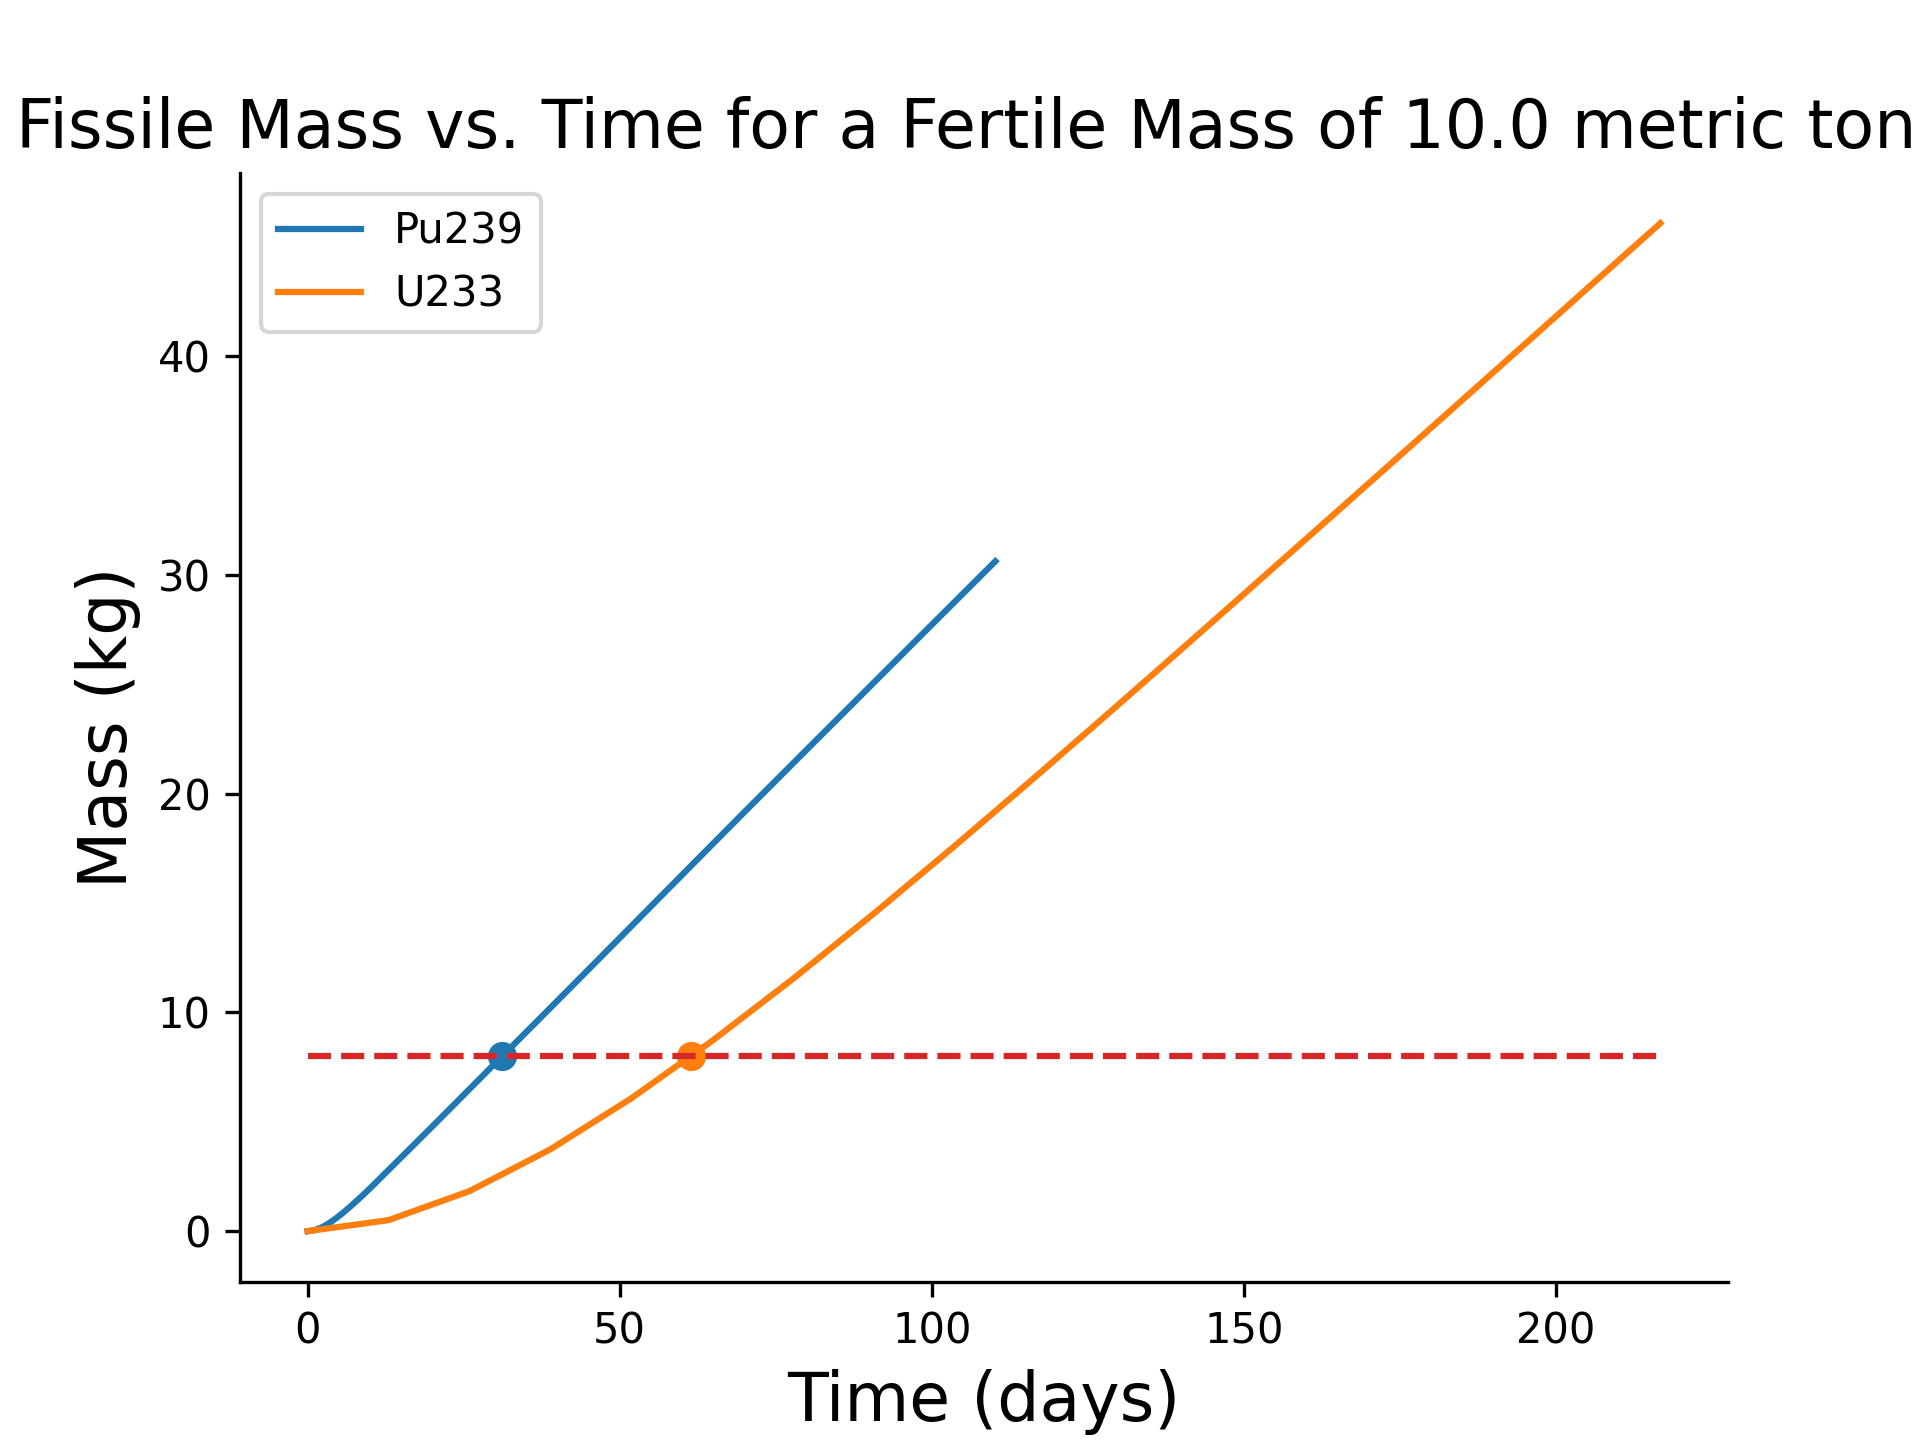 Fissile Mass vs. Time for a Fertile Mass of 10.0 metric ton
Pu239
U233
40
30
20
10
0
Mass (kg)
0 50 100 150 200
Time (days)